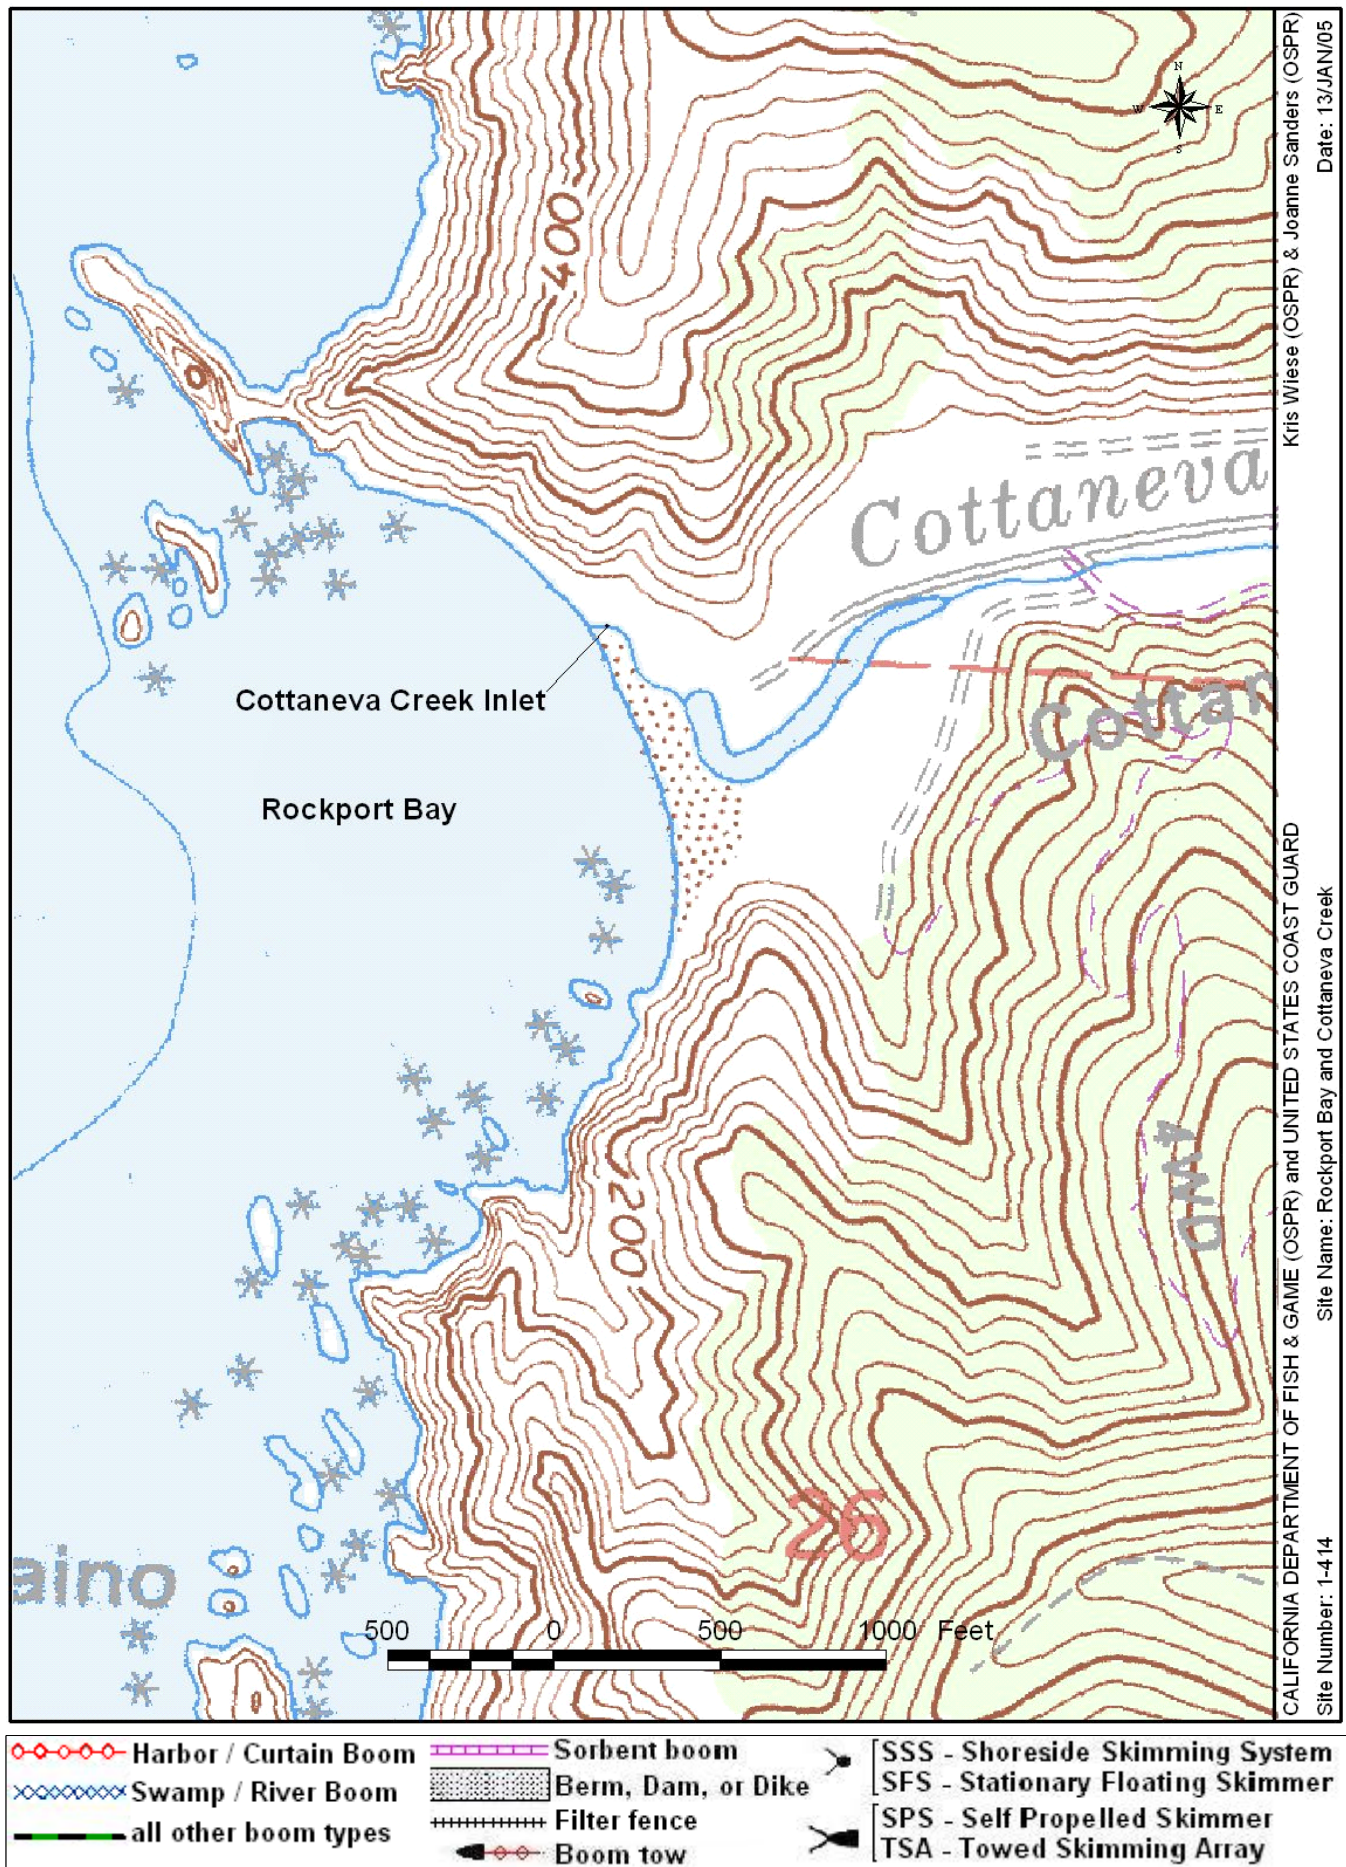 N
W E
S
400
Cottaneva
Cottaneva Creek Inlet
Cottan
Rockport Bay
4WD
200
26
aino
500 0 500 1000 Feet
Kris Wiese (OSPR) & Joanne Sanders (OSPR)
Date: 13/JAN/05
CALIFORNIA DEPARTMENT OF FISH & GAME (OSPR) and UNITED STATES COAST GUARD
Site Name: Rockport Bay and Cottaneva Creek
Site Number: 1-414
Harbor / Curtain Boom
Swamp / River Boom
all other boom types
Sorbent boom
Berm, Dam, or Dike
Filter fence
Boom tow
SSS - Shoreside Skimming System
SFS - Stationary Floating Skimmer
SPS - Self Propelled Skimmer
TSA - Towed Skimming Array